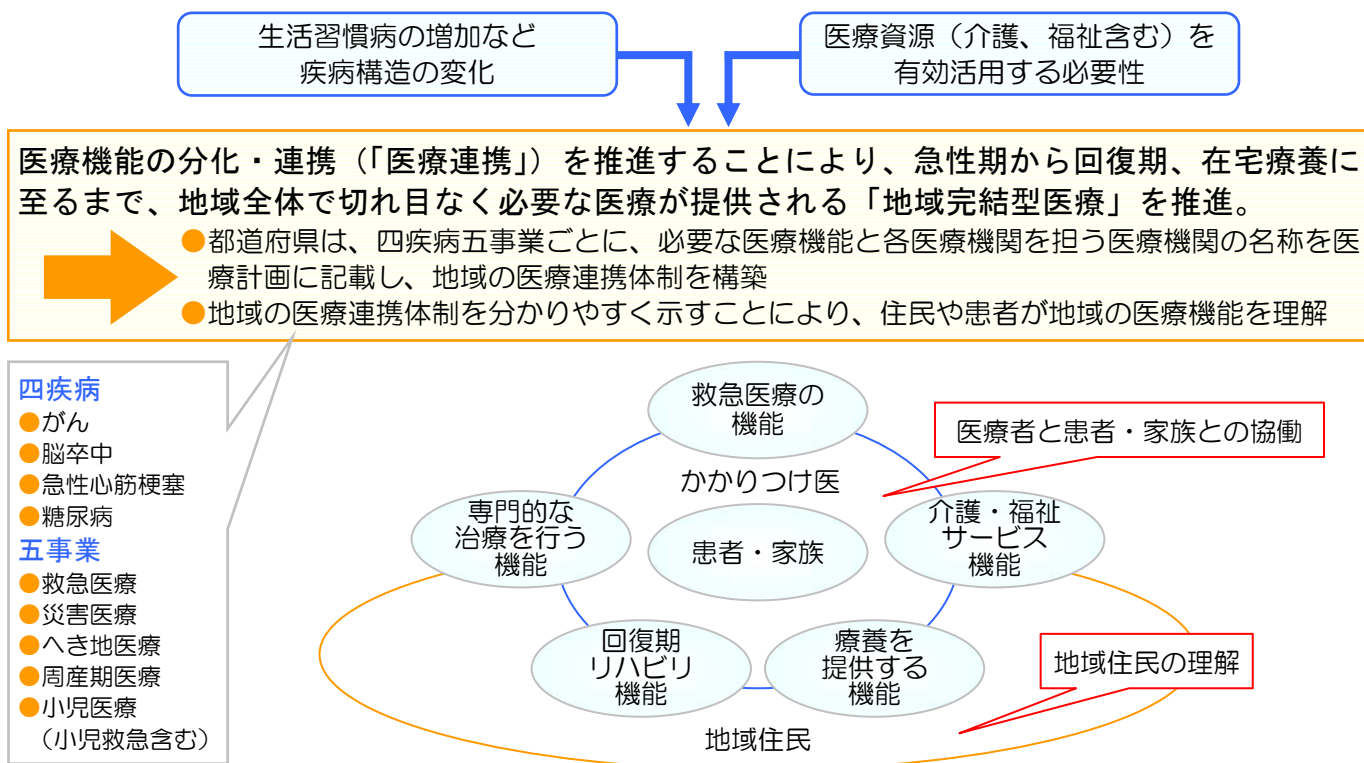 生活習慣病の増加など
疾病構造の変化
医療資源（介護、福祉含む）を
有効活用する必要性
医療機能の分化・連携（「医療連携」）を推進することにより、急性期から回復期、在宅療養に
至るまで、地域全体で切れ目なく必要な医療が提供される「地域完結型医療」を推進。
●都道府県は、四疾病五事業ごとに、必要な医療機能と各医療機関を担う医療機関の名称を医
療計画に記載し、地域の医療連携体制を構築
●地域の医療連携体制を分かりやすく示すことにより、住民や患者が地域の医療機能を理解
四疾病
●がん
●脳卒中
●急性心筋梗塞
●糖尿病
五事業
●救急医療
●災害医療
●へき地医療
●周産期医療
●小児医療
（小児救急含む）
救急医療の
機能
医療者と患者・家族との協働
かかりつけ医
専門的な
治療を行う
機能
患者・家族
介護・福祉
サービス
機能
回復期
リハビリ
機能
療養を
提供する
機能
地域住民の理解
地域住民